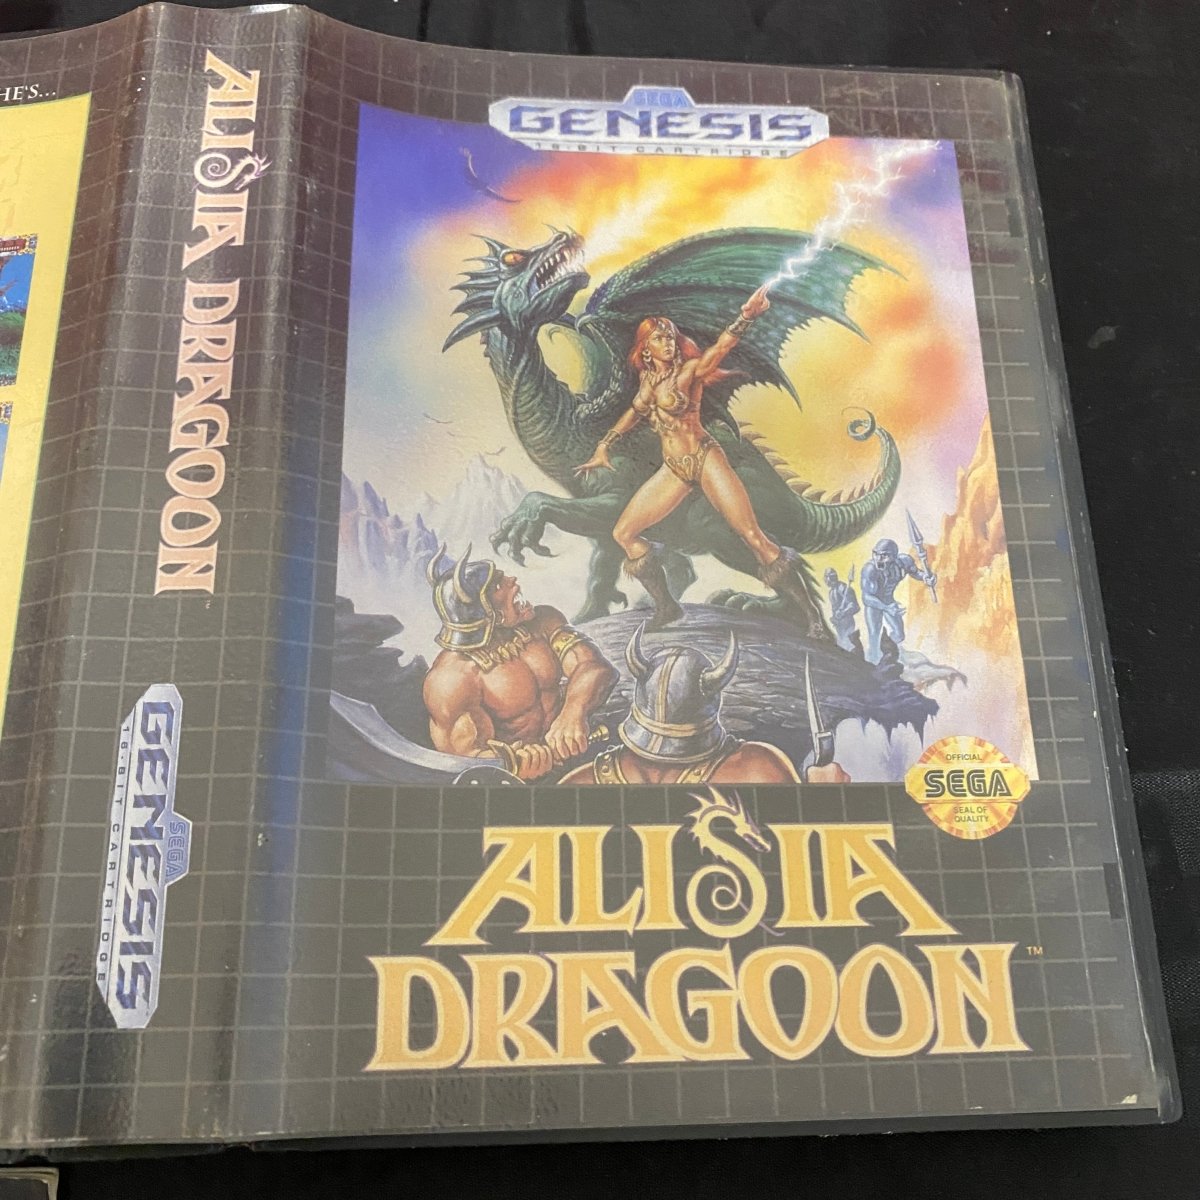 HE'S...
ALISIA DRAGOON
™
SEGA
GENESIS
16-BIT CARTRIDGE
SEGA
GENESIS
16-BIT CARTRIDGE
OFFICIAL
SEGA
SEAL OF
QUALITY
ALISIA
DRAGOON™